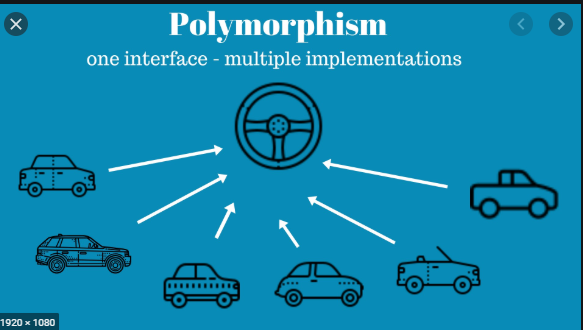 Polymorphism
one interface - multiple implementations
1920 × 1080